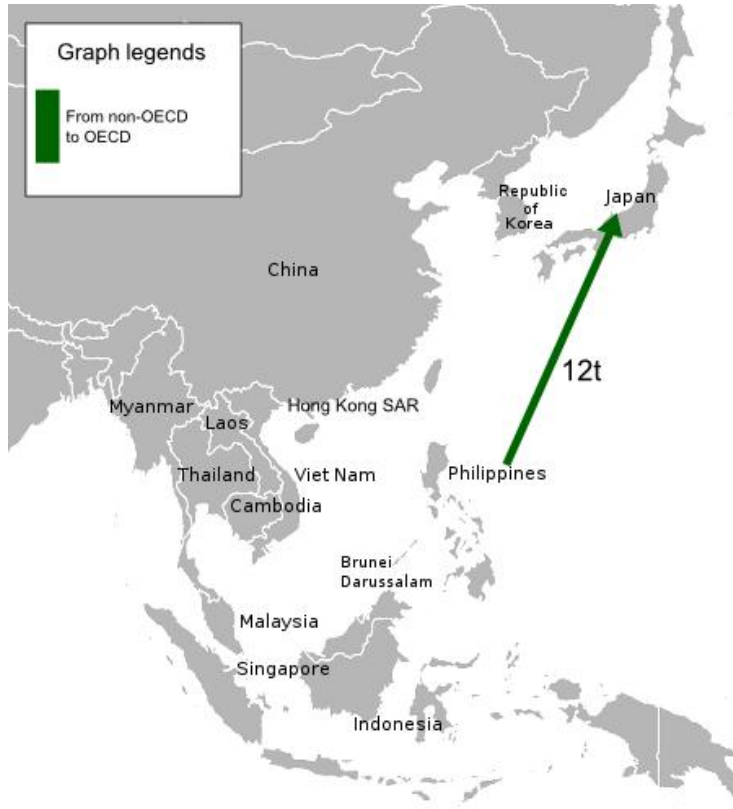 Graph legends
From non-OECD
to OECD
Republic
of
Korea
Japan
China
12t
Myanmar
Hong Kong SAR
Laos
Thailand
Viet Nam
Philippines
Cambodia
Brunei
Darussalam
Malaysia
Singapore
Indonesia